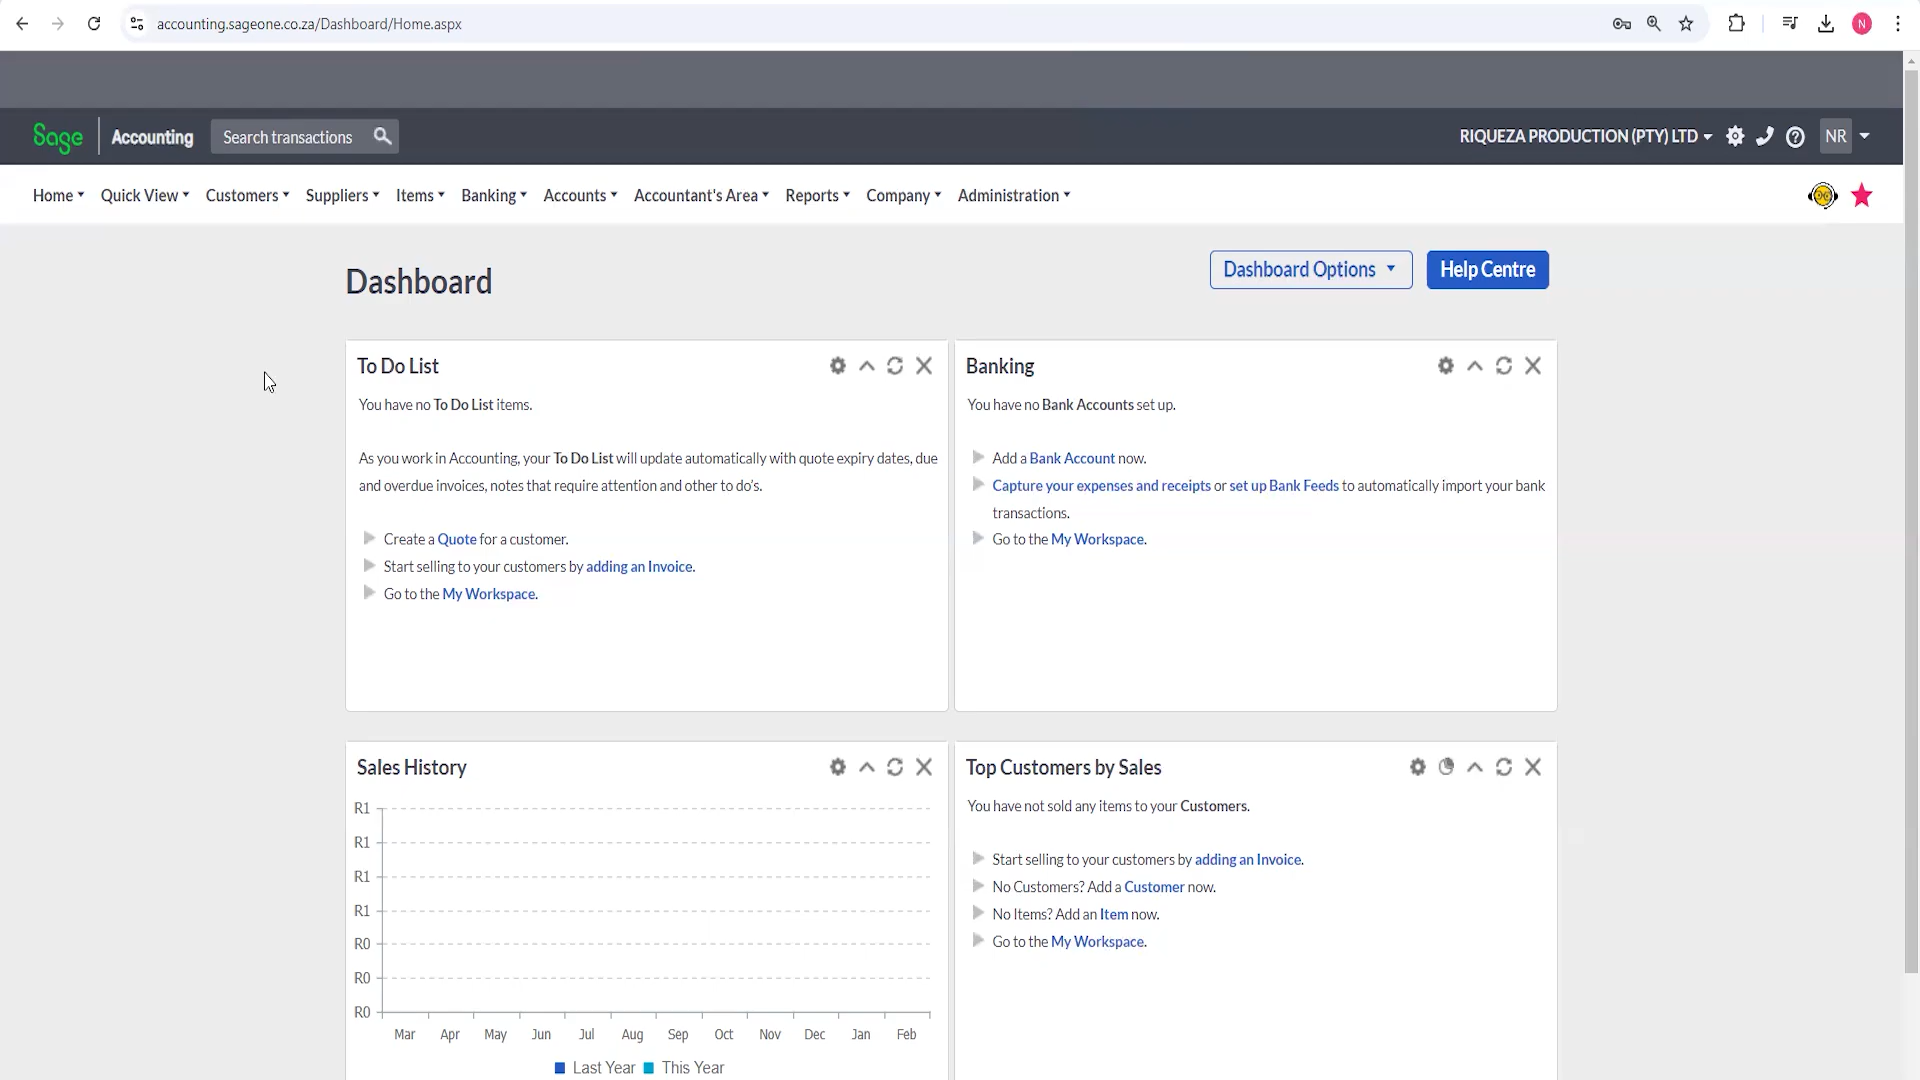 accounting.sageone.co.za/Dashboard/Home.aspx
N
Sage Accounting Search transactions RIQUEZA PRODUCTION (PTY) LTD NR
Home Quick View Customers Suppliers Items Banking Accounts Accountant's Area Reports Company Administration
Dashboard
Dashboard Options Help Centre
To Do List
You have no To Do List items.
As you work in Accounting, your To Do List will update automatically with quote expiry dates, due
and overdue invoices, notes that require attention and other to do's.
Create a Quote for a customer.
Start selling to your customers by adding an Invoice.
Go to the My Workspace.
Banking
You have no Bank Accounts set up.
Add a Bank Account now.
Capture your expenses and receipts or set up Bank Feeds to automatically import your bank
transactions.
Go to the My Workspace.
Sales History
R1
R1
R1
R1
R0
R0
R0
Mar Apr May Jun Jul Aug Sep Oct Nov Dec Jan Feb
Last Year This Year
Top Customers by Sales
You have not sold any items to your Customers.
Start selling to your customers by adding an Invoice.
No Customers? Add a Customer now.
No Items? Add an Item now.
Go to the My Workspace.